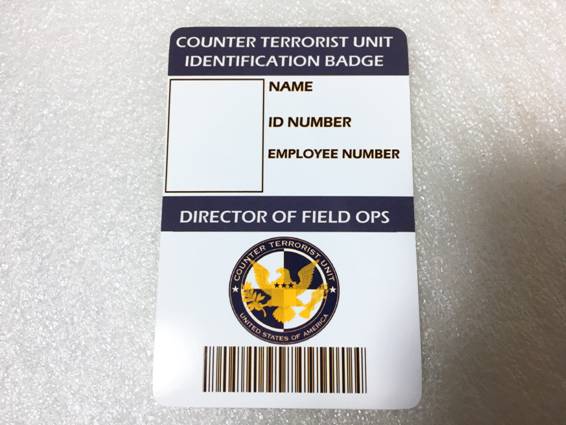 COUNTER TERRORIST UNIT
IDENTIFICATION BADGE
NAME
ID NUMBER
EMPLOYEE NUMBER
DIRECTOR OF FIELD OPS
COUNTER TERRORIST UNIT
UNITED STATES OF AMERICA